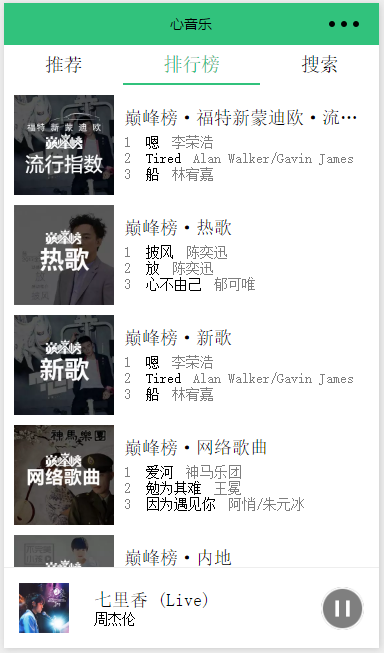 心音乐
推荐 排行榜 搜索
福特新蒙迪欧
巅峰榜
流行指数
巅峰榜·福特新蒙迪欧·流…
1 嗯 李荣浩
2 Tired Alan Walker/Gavin James
3 船 林宥嘉
巅峰榜
热歌
巅峰榜·热歌
1 披风 陈奕迅
2 放 陈奕迅
3 心不由己 郁可唯
巅峰榜
新歌
巅峰榜·新歌
1 嗯 李荣浩
2 Tired Alan Walker/Gavin James
3 船 林宥嘉
神馬樂團
巅峰榜
网络歌曲
巅峰榜·网络歌曲
1 爱河 神马乐团
2 勉为其难 王冕
3 因为遇见你 阿悄/朱元冰
巅峰榜·内地
七里香 (Live)
周杰伦